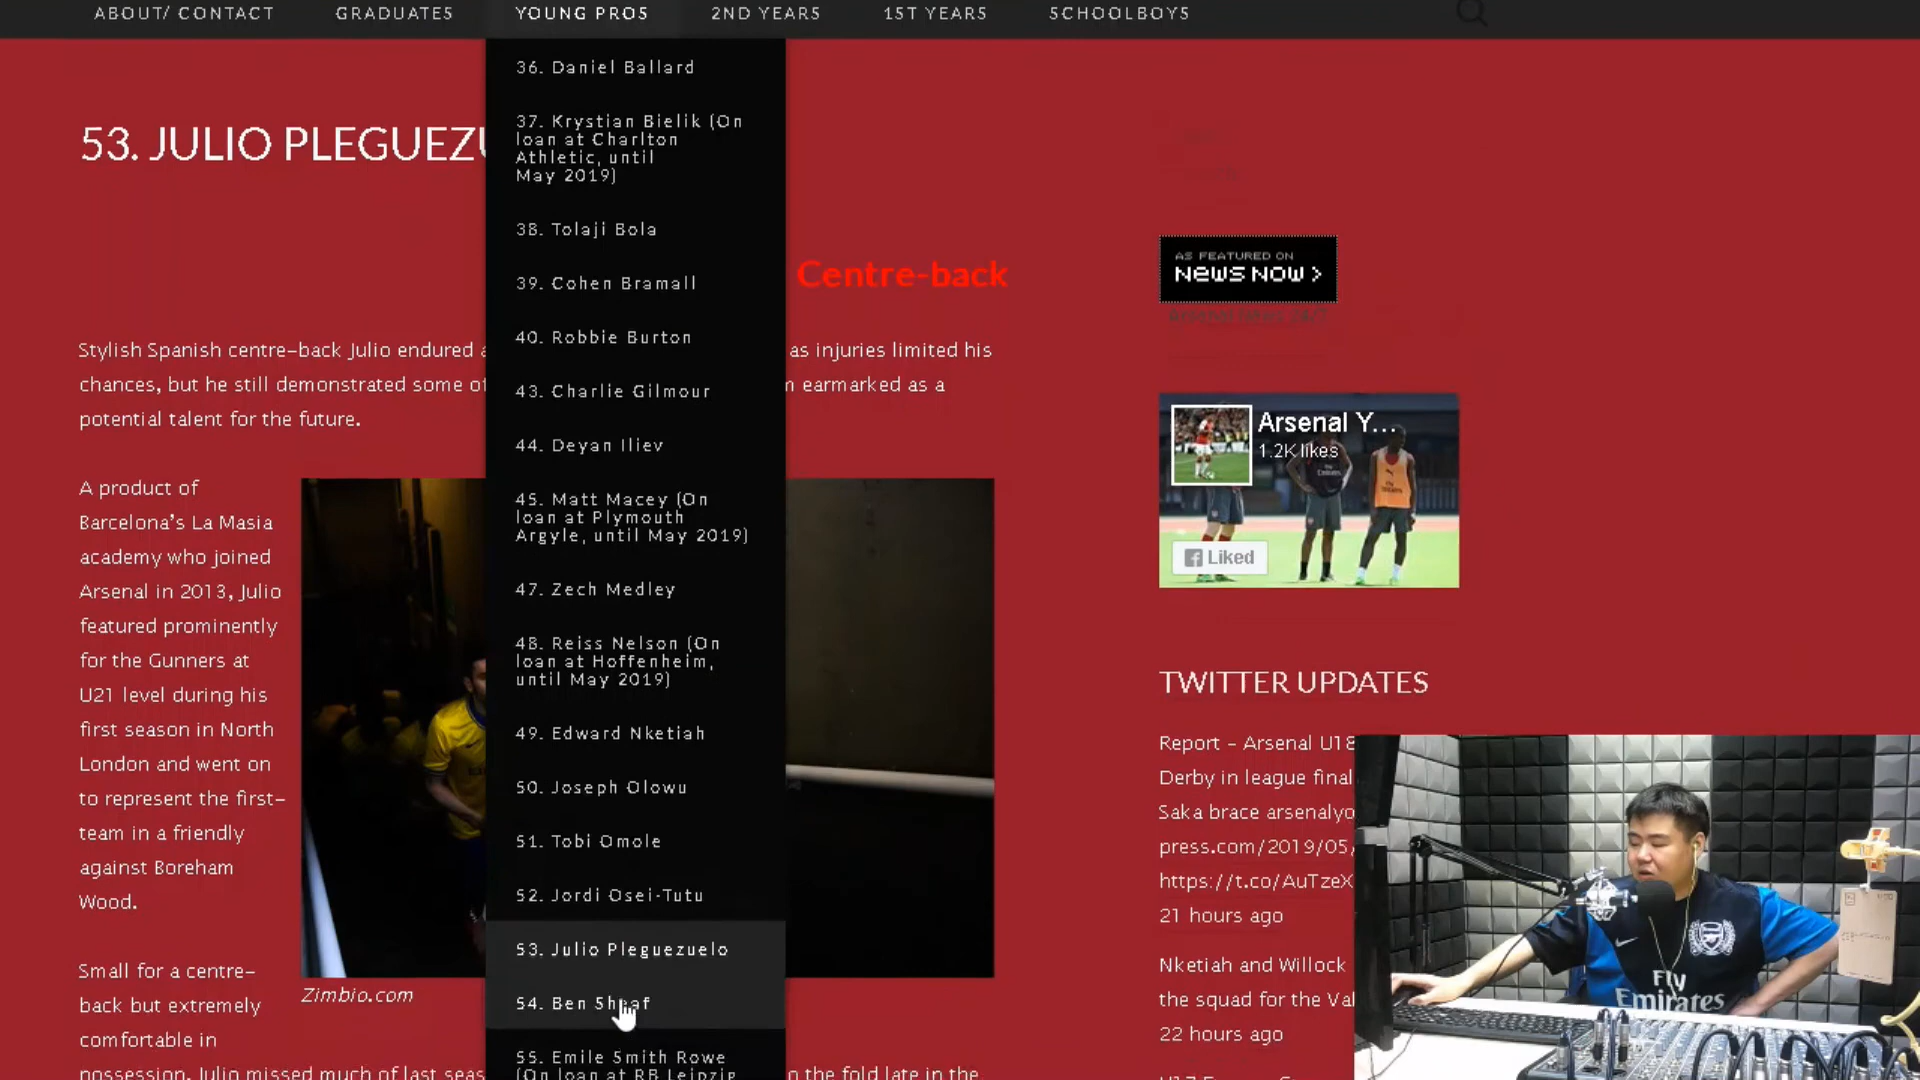 ABOUT/ CONTACT GRADUATES YOUNG PROS 2ND YEARS 1ST YEARS SCHOOLBOYS
53. JULIO
36. Daniel Ballard
37. Krystian Bielik (On
loan at Charlton
Athletic, until
May 2019)
38. Tolaji Bola
39. Cohen Bramall
40. Robbie Burton
43. Charlie Gilmour
44. Deyan Iliev
45. Matt Macey (On
loan at Plymouth
Argyle, until May 2019)
47. Zech Medley
48. Reiss Nelson (On
loan at Hoffenheim,
until May 2019)
49. Edward Nketiah
50. Joseph Olowu
51. Tobi Omole
52. Jordi Osei-Tutu
53. Julio Pleguezuelo
54. Ben Sheaf
55. Emile Smith Rowe
(On loan at RB Leipzig
Centre-back
Stylish Spanish centre-back Julio endured as injuries limited his
chances, but he still demonstrated some earmarked as a
potential talent for the future.
A product of
Barcelona's La Masia
academy who joined
Arsenal in 2013, Julio
featured prominently
for the Gunners at
U21 level during his
first season in North
London and went on
to represent the first-
team in a friendly
against Boreham
Wood.
Zimbio.com
Small for a centre-
back but extremely
comfortable in
possession, Julio missed much of last the fold late in the
AS FEATURED ON
NEWS NOW >
Arsenal News 24/7
Arsenal Y...
1.2K likes
Liked
TWITTER UPDATES
Report - Arsenal U18
Derby in league final
Saka brace arsenalyo
press.com/2019/05/
https://t.co/AuTzeX
21 hours ago
Nketiah and Willock
the squad for the Val
22 hours ago
Arsenal
Fly
Emirates